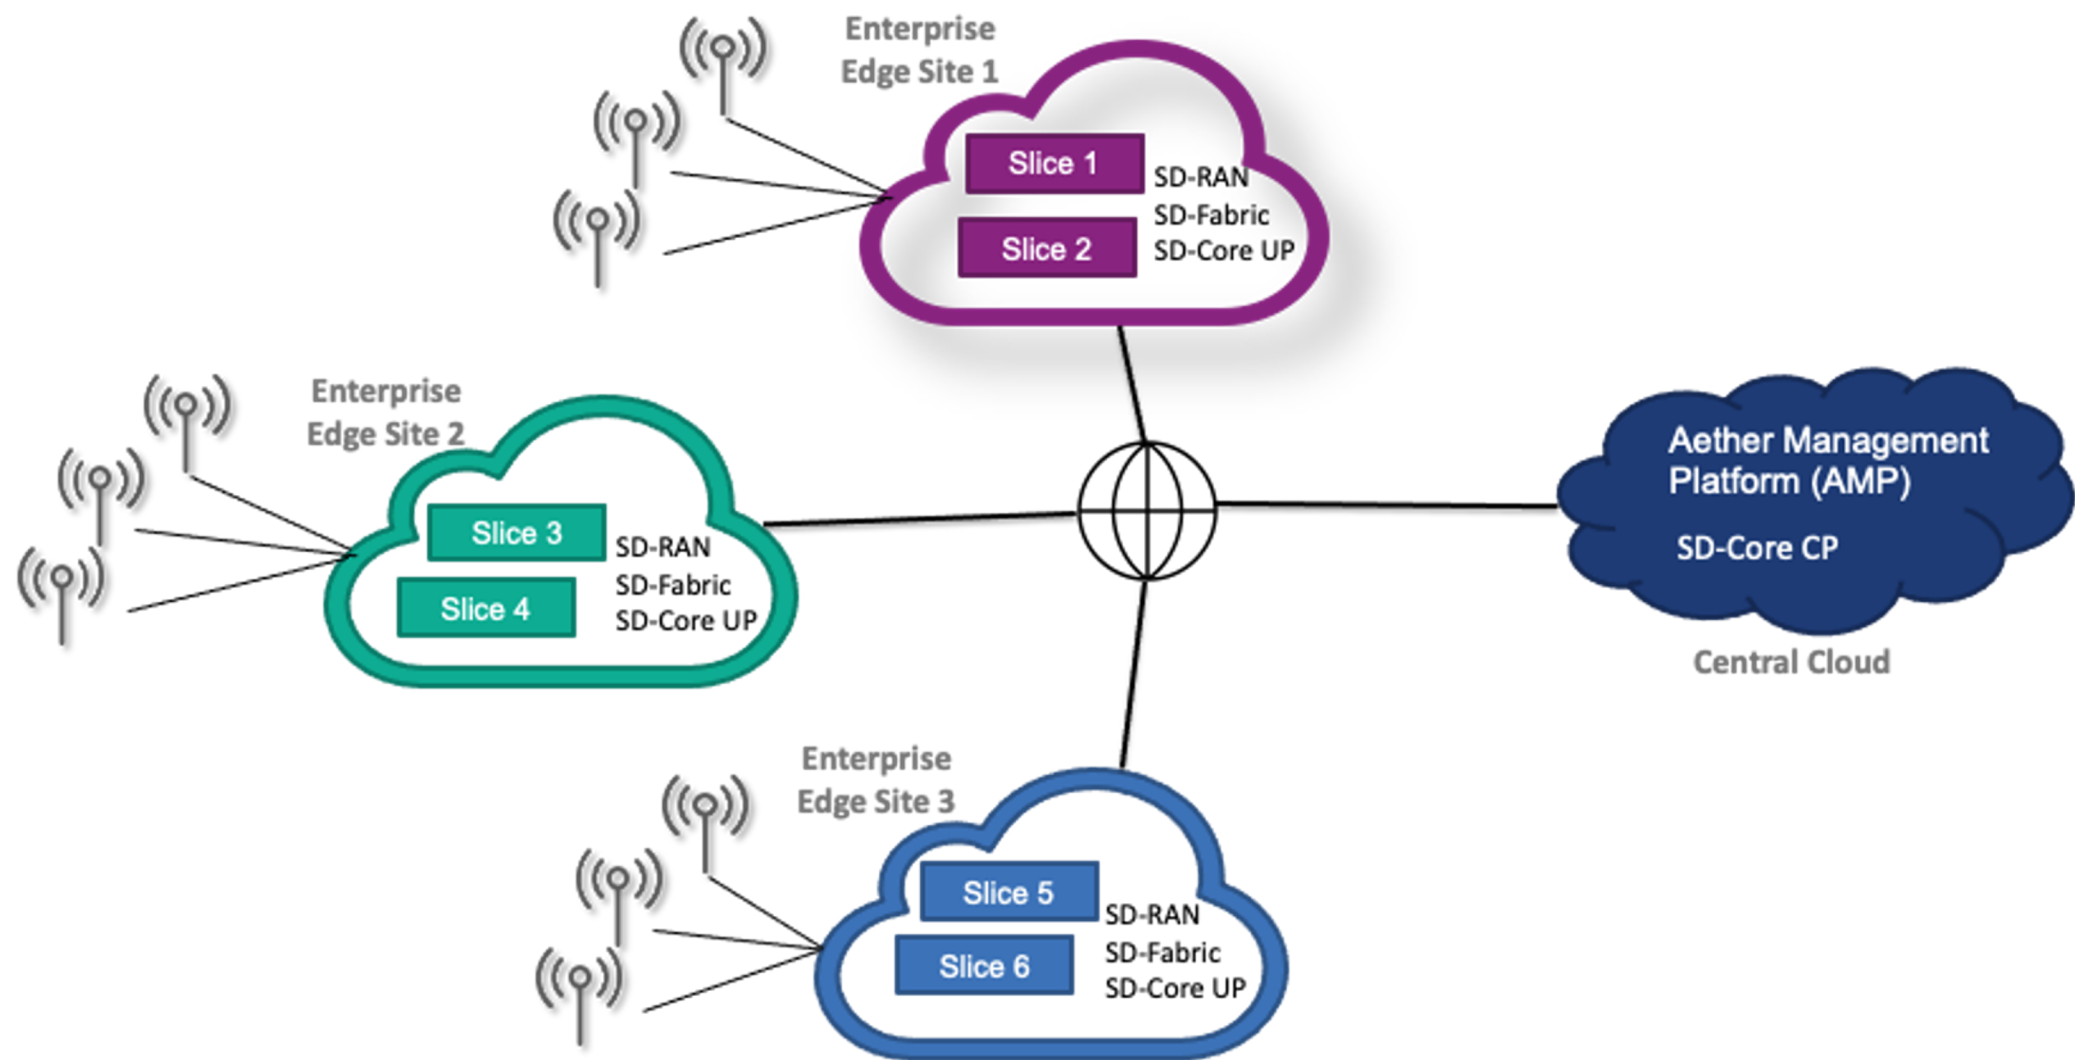 Enterprise
Edge Site 1
Slice 1
Slice 2
SD-RAN
SD-Fabric
SD-Core UP
Enterprise
Edge Site 2
Slice 3
Slice 4
SD-RAN
SD-Fabric
SD-Core UP
Aether Management
Platform (AMP)
SD-Core CP
Central Cloud
Enterprise
Edge Site 3
Slice 5
Slice 6
SD-RAN
SD-Fabric
SD-Core UP